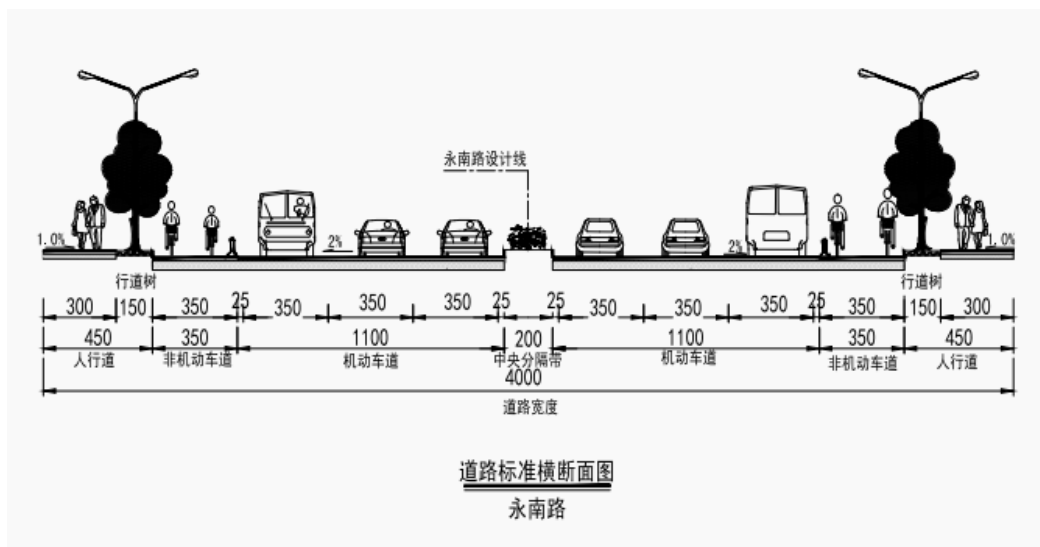 永南路设计线
1.0% 2% 2% 1.0%
行道树 行道树
300 150 350 25 350 350 350 25 25 350 350 350 25 350 150 300
450 350 1100 200 1100 350 450
人行道 非机动车道 机动车道 中央分隔带 机动车道 非机动车道 人行道
4000
道路宽度
道路标准横断面图
永南路